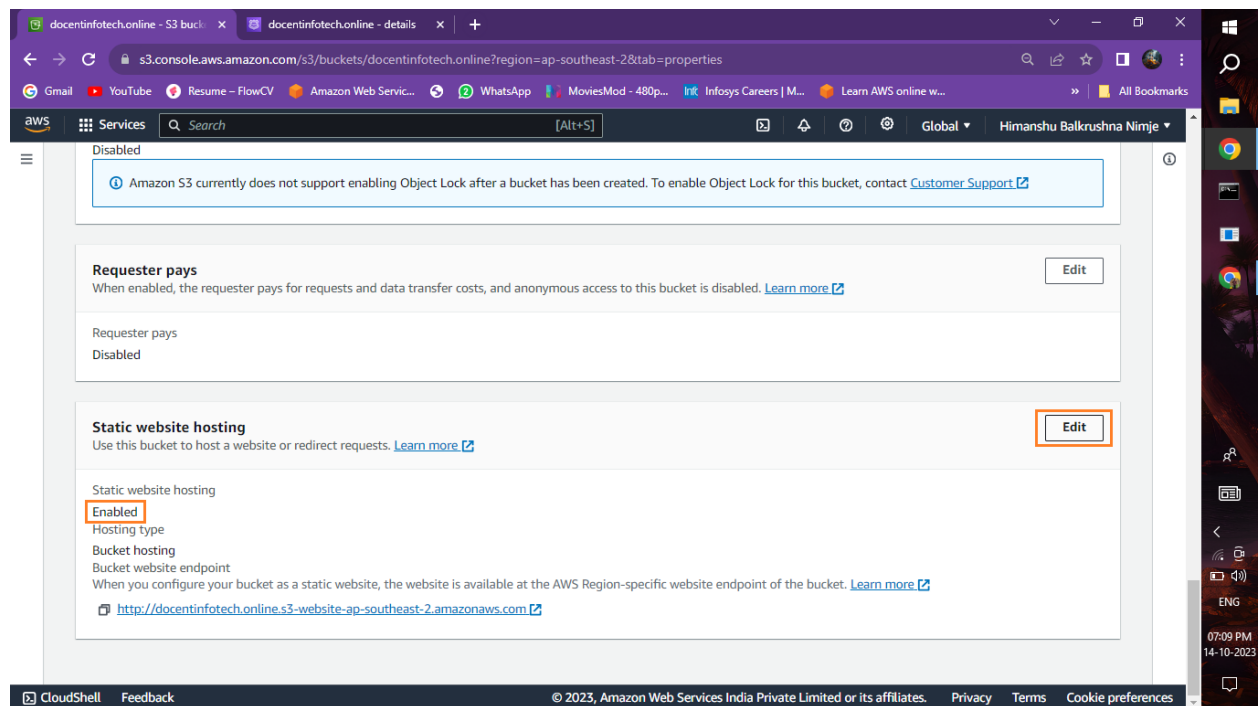 docentinfotech.online - S3 buck
docentinfotech.online - details
s3.console.aws.amazon.com/s3/buckets/docentinfotech.online?region=ap-southeast-2&tab=properties
Gmail YouTube Resume – FlowCV Amazon Web Servic... WhatsApp MoviesMod - 480p... Infosys Careers | M... Learn AWS online w... » All Bookmarks
aws Services Search [Alt+S] Global Himanshu Balkrushna Nimje
Disabled
Amazon S3 currently does not support enabling Object Lock after a bucket has been created. To enable Object Lock for this bucket, contact Customer Support
Requester pays
Edit
When enabled, the requester pays for requests and data transfer costs, and anonymous access to this bucket is disabled. Learn more
Requester pays
Disabled
Static website hosting
Edit
Use this bucket to host a website or redirect requests. Learn more
Static website hosting
Enabled
Hosting type
Bucket hosting
Bucket website endpoint
When you configure your bucket as a static website, the website is available at the AWS Region-specific website endpoint of the bucket. Learn more
http://docentinfotech.online.s3-website-ap-southeast-2.amazonaws.com
CloudShell Feedback © 2023, Amazon Web Services India Private Limited or its affiliates. Privacy Terms Cookie preferences
ENG
07:09 PM
14-10-2023